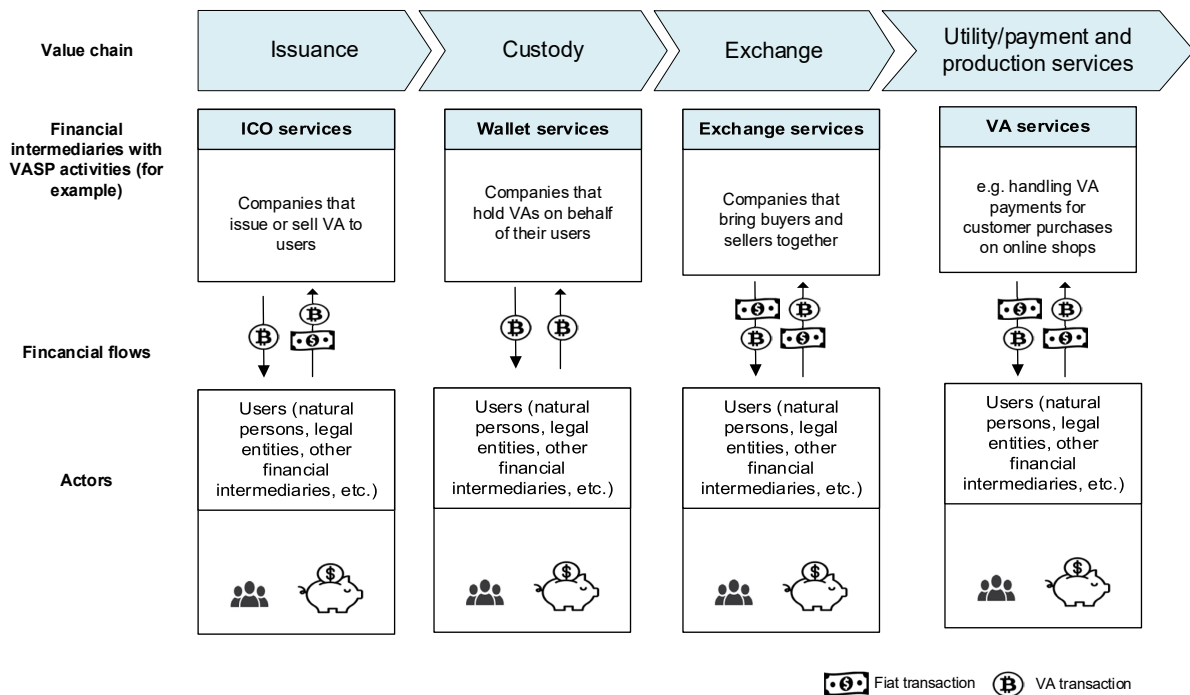 Value chain
Issuance
Custody
Exchange
Utility/payment and
production services
Financial
intermediaries with
VASP activities (for
example)
ICO services
Companies that
issue or sell VA to
users
Wallet services
Companies that
hold VAs on behalf
of their users
Exchange services
Companies that
bring buyers and
sellers together
VA services
e.g. handling VA
payments for
customer purchases
on online shops
Fincancial flows
Actors
Users (natural
persons, legal
entities, other
financial
intermediaries, etc.)
Users (natural
persons, legal
entities, other
financial
intermediaries, etc.)
Users (natural
persons, legal
entities, other
financial
intermediaries, etc.)
Users (natural
persons, legal
entities, other
financial
intermediaries, etc.)
Fiat transaction
VA transaction